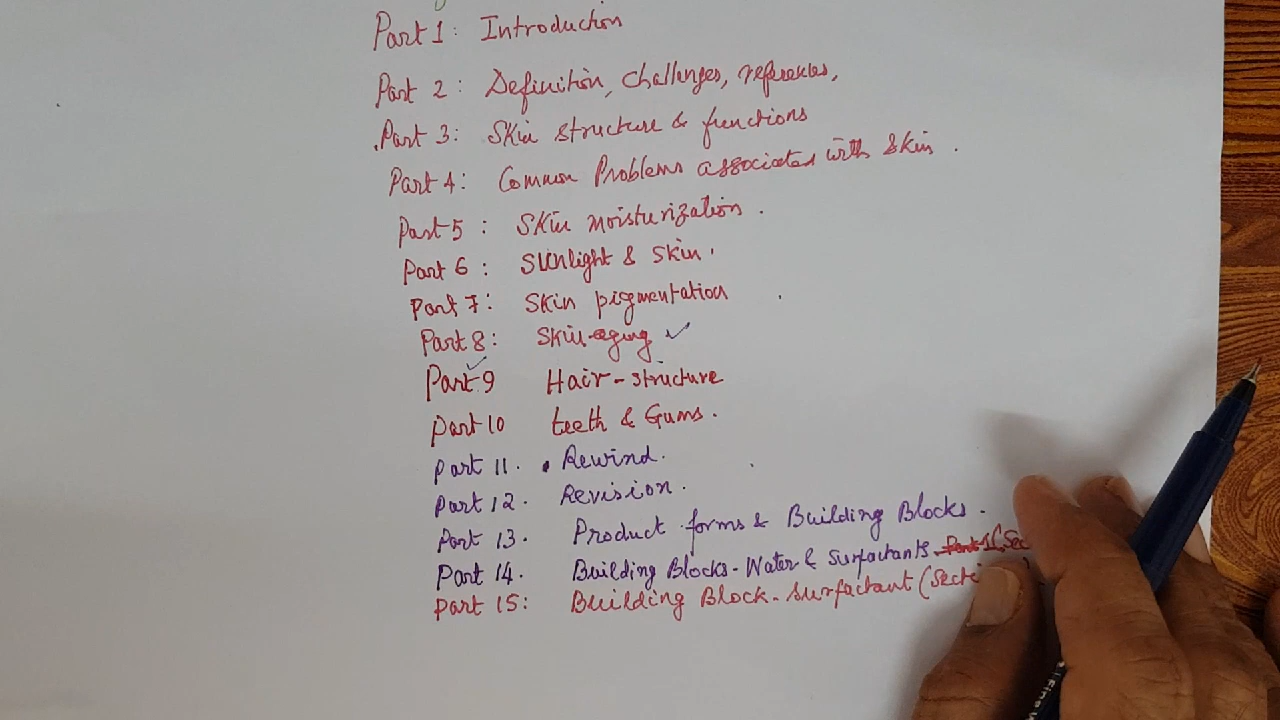 Part 1: Introduction
Part 2: Definition, challenges, references,
Part 3: Skin structure & functions
Part 4: Common Problems associated with Skin.
Part 5: Skin moisturization.
Part 6: Sunlight & Skin.
Part 7: Skin pigmentation
Part 8: Skin-aging ✓
Part 9 Hair-structure
Part 10 teeth & Gums.
Part 11. Rewind.
Part 12. Revision.
Part 13. Product forms & Building Blocks.
Part 14. Building Blocks-Water & Surfactants.
Part 15: Building Block-Surfactant (Secti